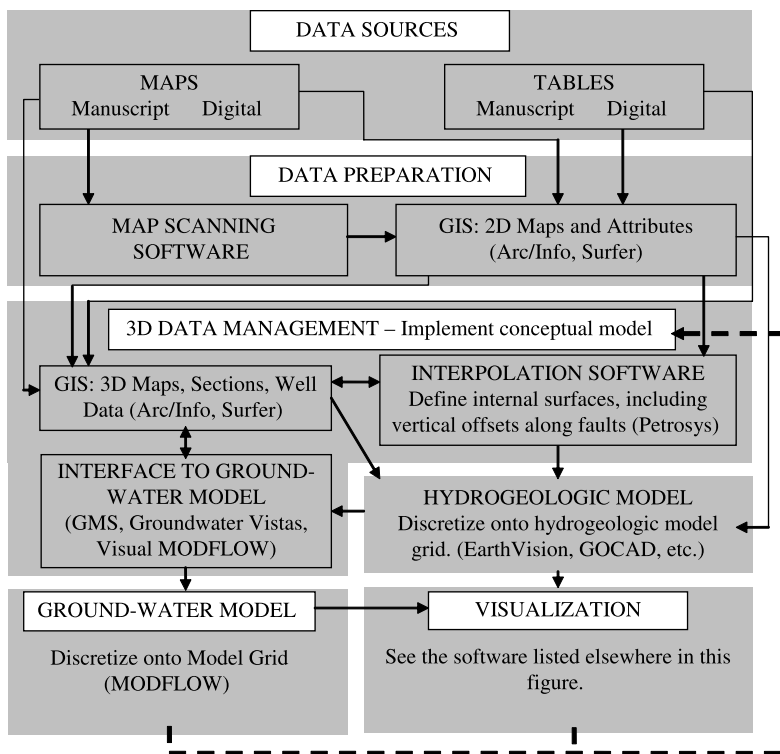 DATA SOURCES
MAPS
Manuscript Digital
TABLES
Manuscript Digital
DATA PREPARATION
MAP SCANNING
SOFTWARE
GIS: 2D Maps and Attributes
(Arc/Info, Surfer)
3D DATA MANAGEMENT – Implement conceptual model
GIS: 3D Maps, Sections, Well
Data (Arc/Info, Surfer)
INTERPOLATION SOFTWARE
Define internal surfaces, including
vertical offsets along faults (Petrosys)
INTERFACE TO GROUND-
WATER MODEL
(GMS, Groundwater Vistas,
Visual MODFLOW)
HYDROGEOLOGIC MODEL
Discretize onto hydrogeologic model
grid. (EarthVision, GOCAD, etc.)
GROUND-WATER MODEL
Discretize onto Model Grid
(MODFLOW)
VISUALIZATION
See the software listed elsewhere in this
figure.